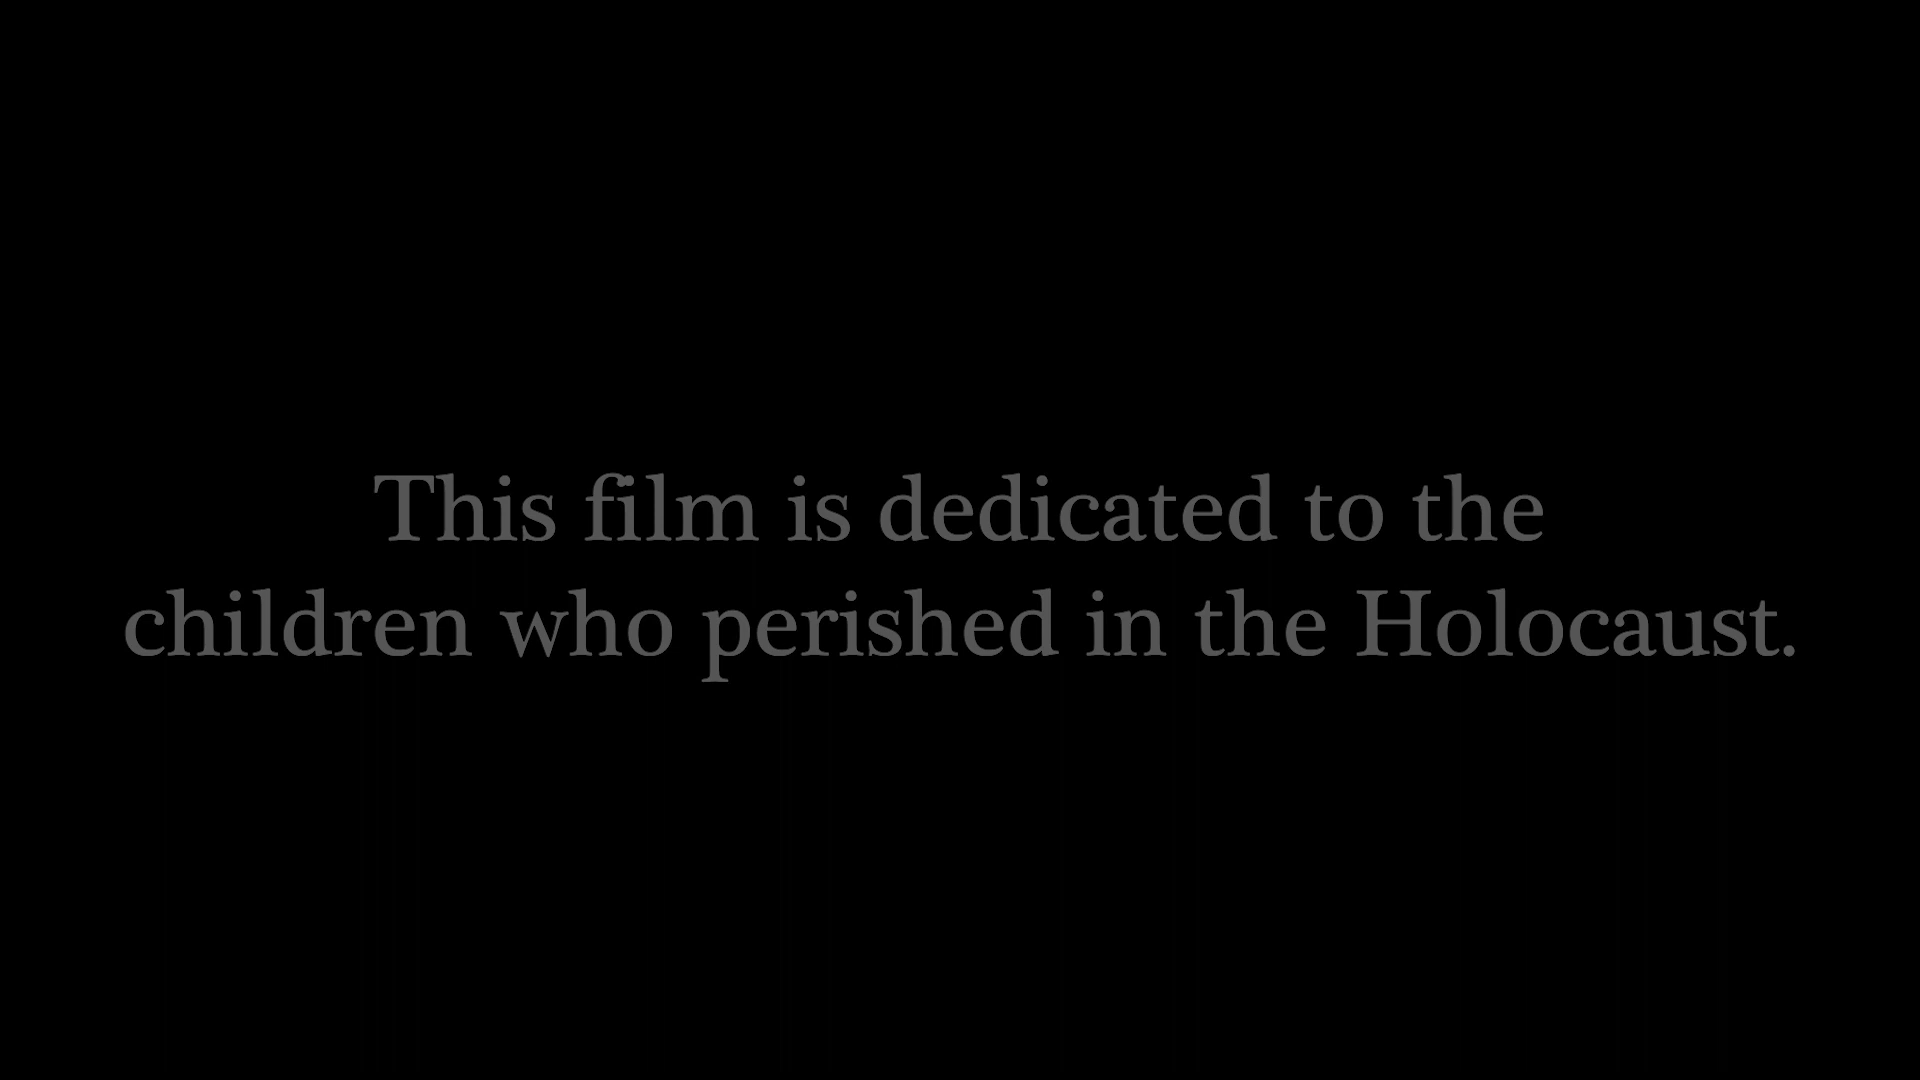 This film is dedicated to the
children who perished in the Holocaust.